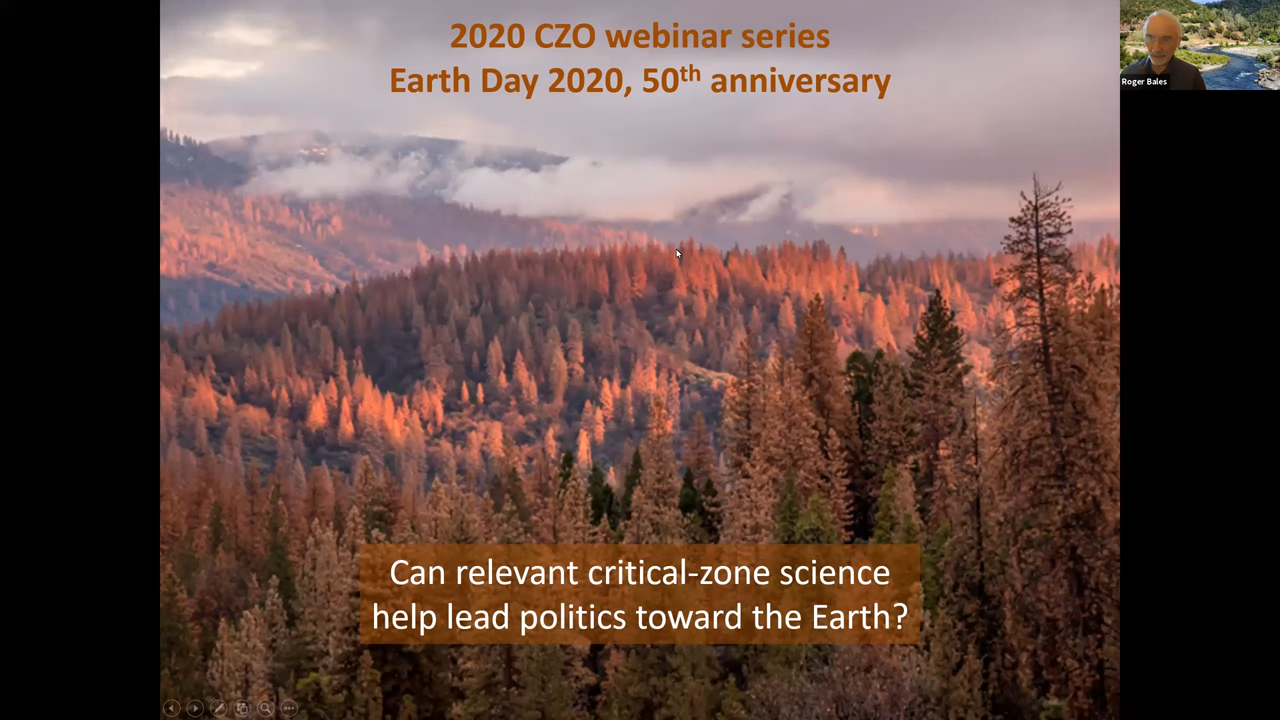 2020 CZO webinar series
Earth Day 2020, 50th anniversary
Roger Bales
Can relevant critical-zone science
help lead politics toward the Earth?